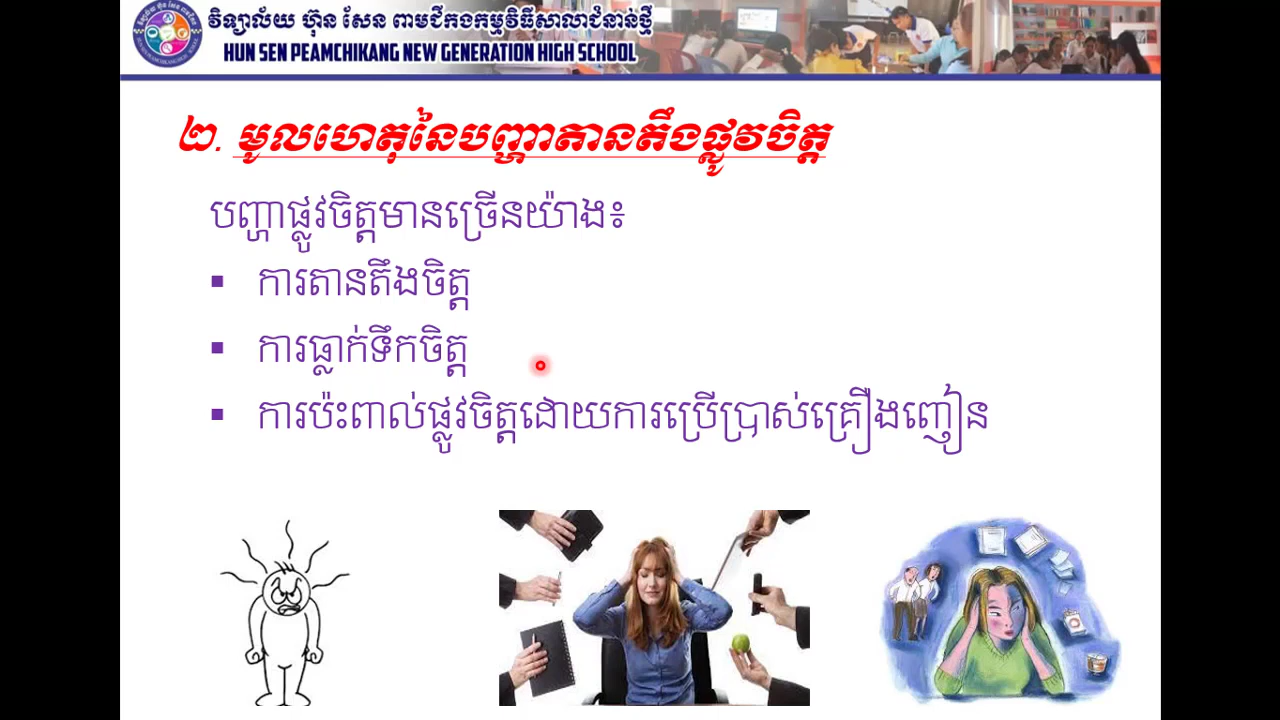 វិទ្យាល័យ ហ៊ុន សែន ពាមជីកងកម្មវិធីសាលាជំនាន់ថ្មី
HUN SEN PEAMCHIKANG NEW GENERATION HIGH SCHOOL
២. មូលហេតុនៃបញ្ហាតានតឹងផ្លូវចិត្ត
បញ្ហាផ្លូវចិត្តមានច្រើនយ៉ាង៖
▪ ការតានតឹងចិត្ត
▪ ការធ្លាក់ទឹកចិត្ត
▪ ការប៉ះពាល់ផ្លូវចិត្តដោយការប្រើប្រាស់គ្រឿងញៀន